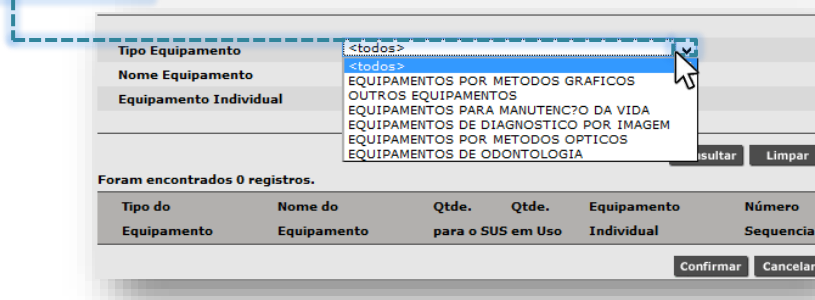 Tipo Equipamento <todos>
<todos>
Nome Equipamento
EQUIPAMENTOS POR METODOS GRAFICOS
OUTROS EQUIPAMENTOS
Equipamento Individual
EQUIPAMENTOS PARA MANUTENC?O DA VIDA
EQUIPAMENTOS DE DIAGNOSTICO POR IMAGEM
EQUIPAMENTOS POR METODOS OPTICOS
EQUIPAMENTOS DE ODONTOLOGIA
Limpar
Foram encontrados 0 registros.
Tipo do Nome do Qtde. Qtde. Equipamento Número
Equipamento Equipamento para o SUS em Uso Individual Sequencia
Confirmar Cancelar